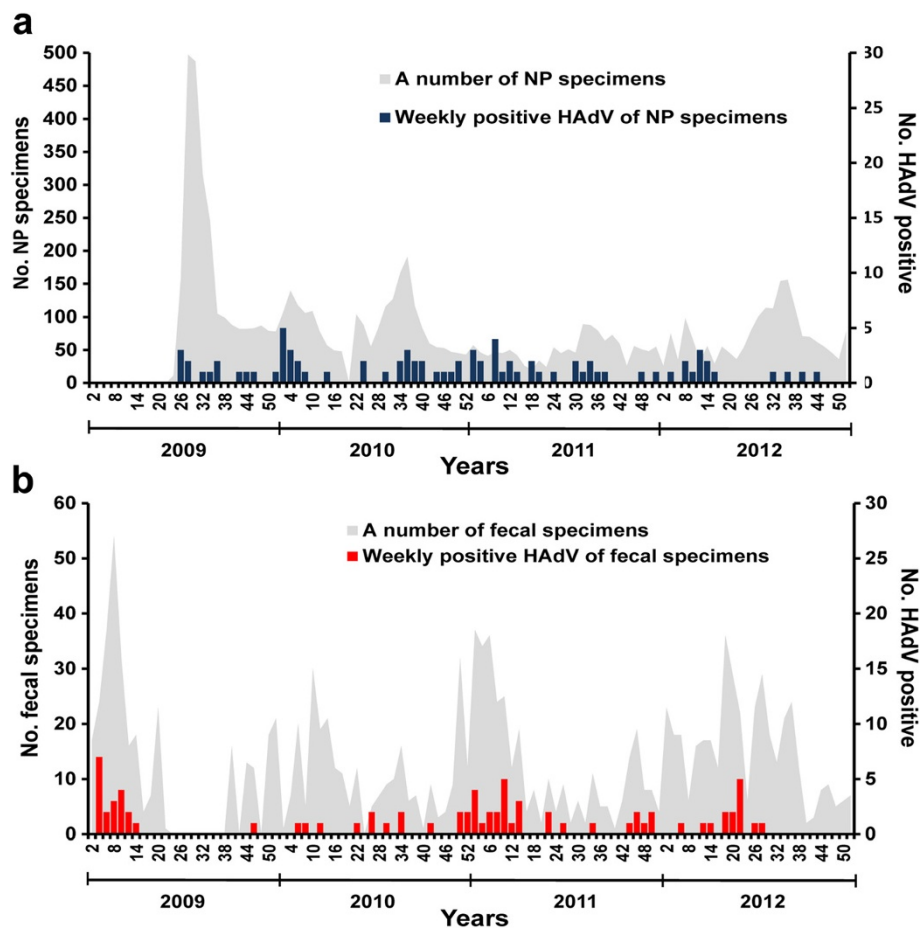 a
500
450
400
350
300
250
200
150
100
50
0
No. NP specimens
A number of NP specimens
Weekly positive HAdV of NP specimens
30
25
20
15
10
5
0
No. HAdV positive
2 8 14 20 26 32 38 44 50 4 10 16 22 28 34 40 46 52 6 12 18 24 30 36 42 48 2 8 14 20 26 32 38 44 50
2009 2010 2011 2012
Years
b
60
50
40
30
20
10
0
No. fecal specimens
A number of fecal specimens
Weekly positive HAdV of fecal specimens
30
25
20
15
10
5
0
No. HAdV positive
2 8 14 20 26 32 38 44 50 4 10 16 22 28 34 40 46 52 6 12 18 24 30 36 42 48 2 8 14 20 26 32 38 44 50
2009 2010 2011 2012
Years